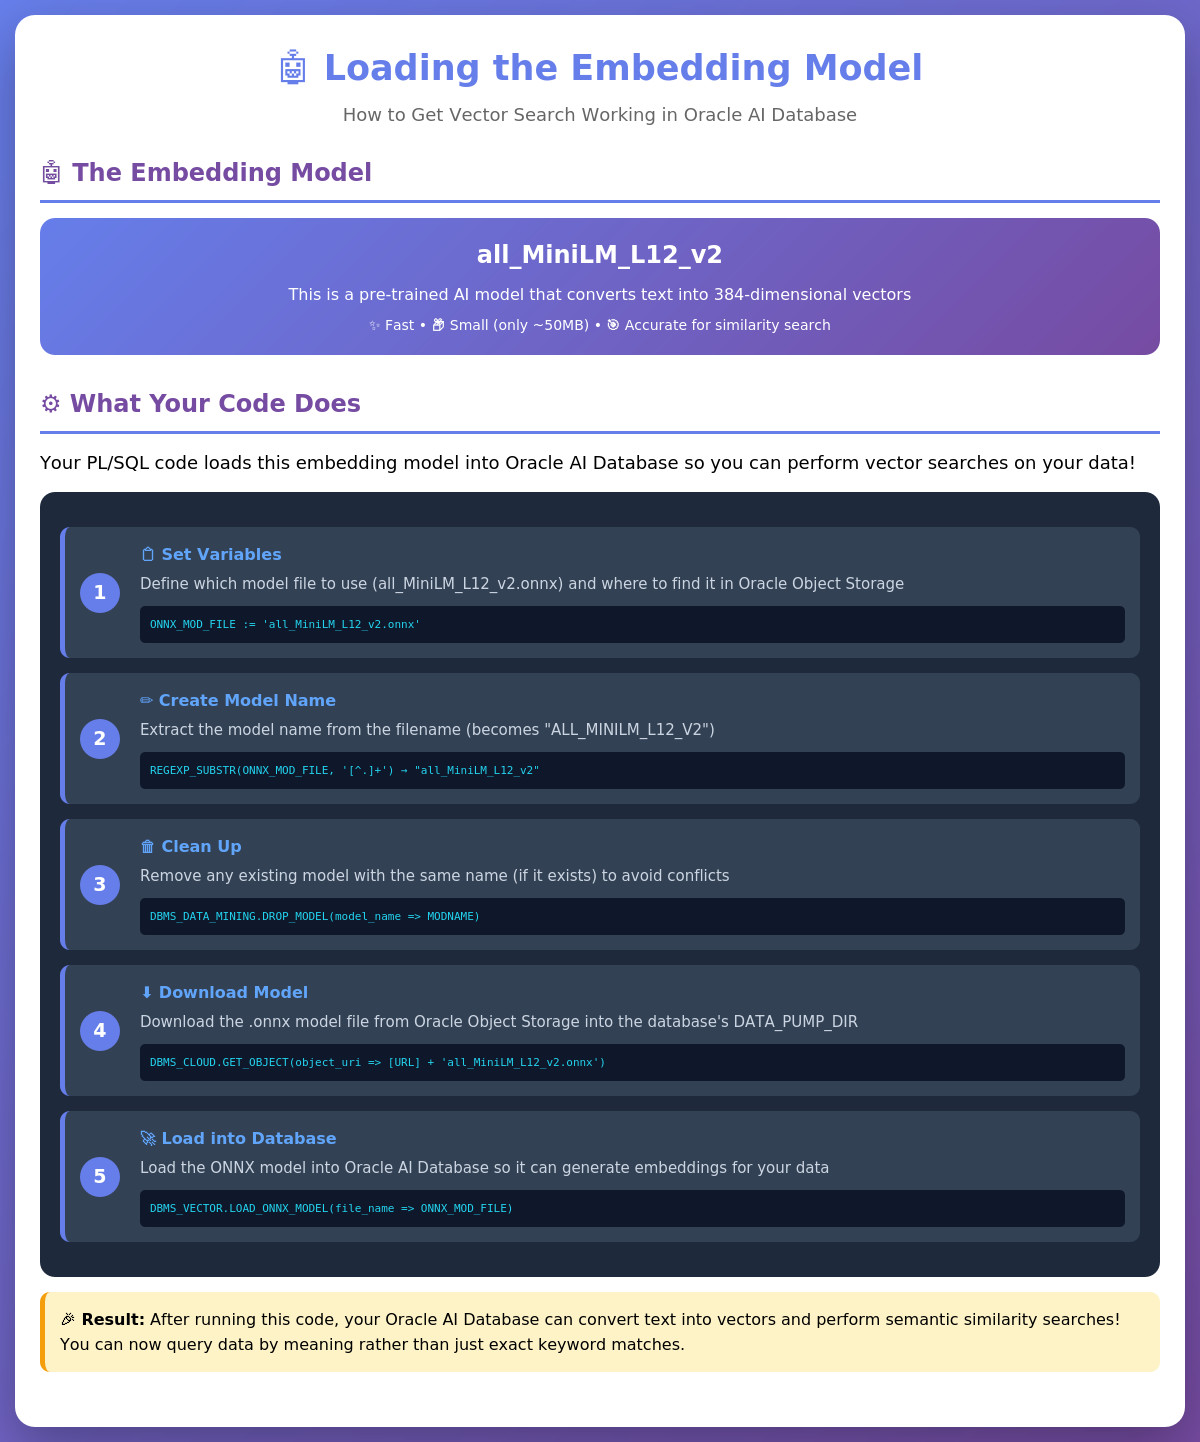 🤖 Loading the Embedding Model
How to Get Vector Search Working in Oracle AI Database
🤖 The Embedding Model
all_MiniLM_L12_v2
This is a pre-trained AI model that converts text into 384-dimensional vectors
✨ Fast • 📦 Small (only ~50MB) • 🎯 Accurate for similarity search
⚙ What Your Code Does
Your PL/SQL code loads this embedding model into Oracle AI Database so you can perform vector searches on your data!
1
📋 Set Variables
Define which model file to use (all_MiniLM_L12_v2.onnx) and where to find it in Oracle Object Storage
ONNX_MOD_FILE := 'all_MiniLM_L12_v2.onnx'
2
✏ Create Model Name
Extract the model name from the filename (becomes "ALL_MINILM_L12_V2")
REGEXP_SUBSTR(ONNX_MOD_FILE, '[^.]+') → "all_MiniLM_L12_v2"
3
🗑 Clean Up
Remove any existing model with the same name (if it exists) to avoid conflicts
DBMS_DATA_MINING.DROP_MODEL(model_name => MODNAME)
4
⬇ Download Model
Download the .onnx model file from Oracle Object Storage into the database's DATA_PUMP_DIR
DBMS_CLOUD.GET_OBJECT(object_uri => [URL] + 'all_MiniLM_L12_v2.onnx')
5
🚀 Load into Database
Load the ONNX model into Oracle AI Database so it can generate embeddings for your data
DBMS_VECTOR.LOAD_ONNX_MODEL(file_name => ONNX_MOD_FILE)
🎉 Result: After running this code, your Oracle AI Database can convert text into vectors and perform semantic similarity searches!
You can now query data by meaning rather than just exact keyword matches.